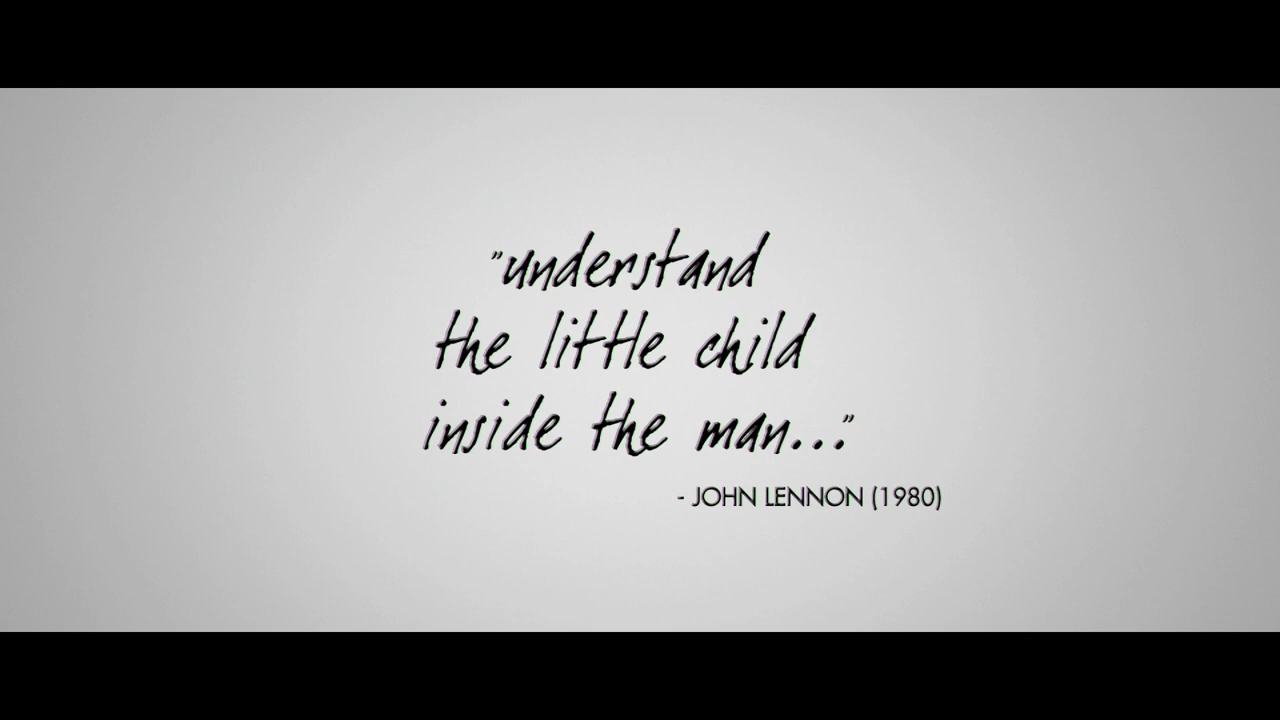 "understand
the little child
inside the man..."
- JOHN LENNON (1980)